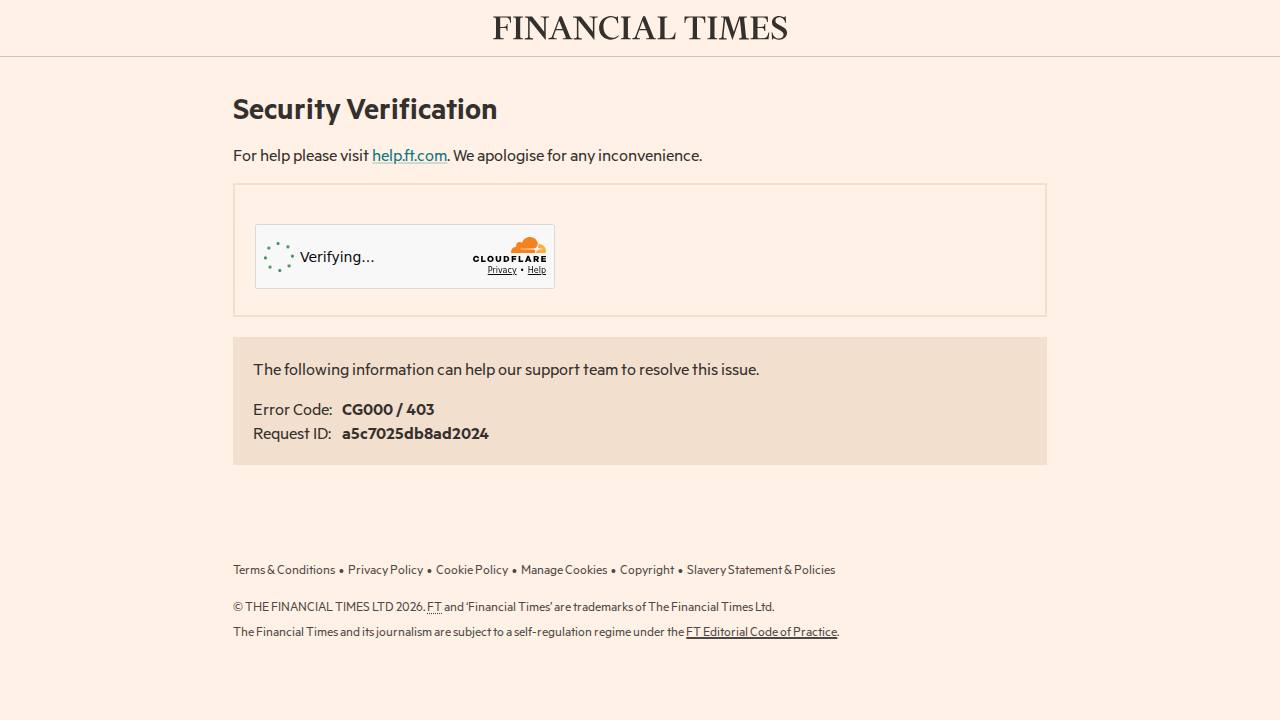 FINANCIAL TIMES
Security Verification
For help please visit help.ft.com. We apologise for any inconvenience.
Verifying...
CLOUDFLARE
Privacy • Help
The following information can help our support team to resolve this issue.
Error Code: CG000 / 403
Request ID: a5c7025db8ad2024
Terms & Conditions • Privacy Policy • Cookie Policy • Manage Cookies • Copyright • Slavery Statement & Policies
© THE FINANCIAL TIMES LTD 2026. FT and ‘Financial Times’ are trademarks of The Financial Times Ltd.
The Financial Times and its journalism are subject to a self-regulation regime under the FT Editorial Code of Practice.